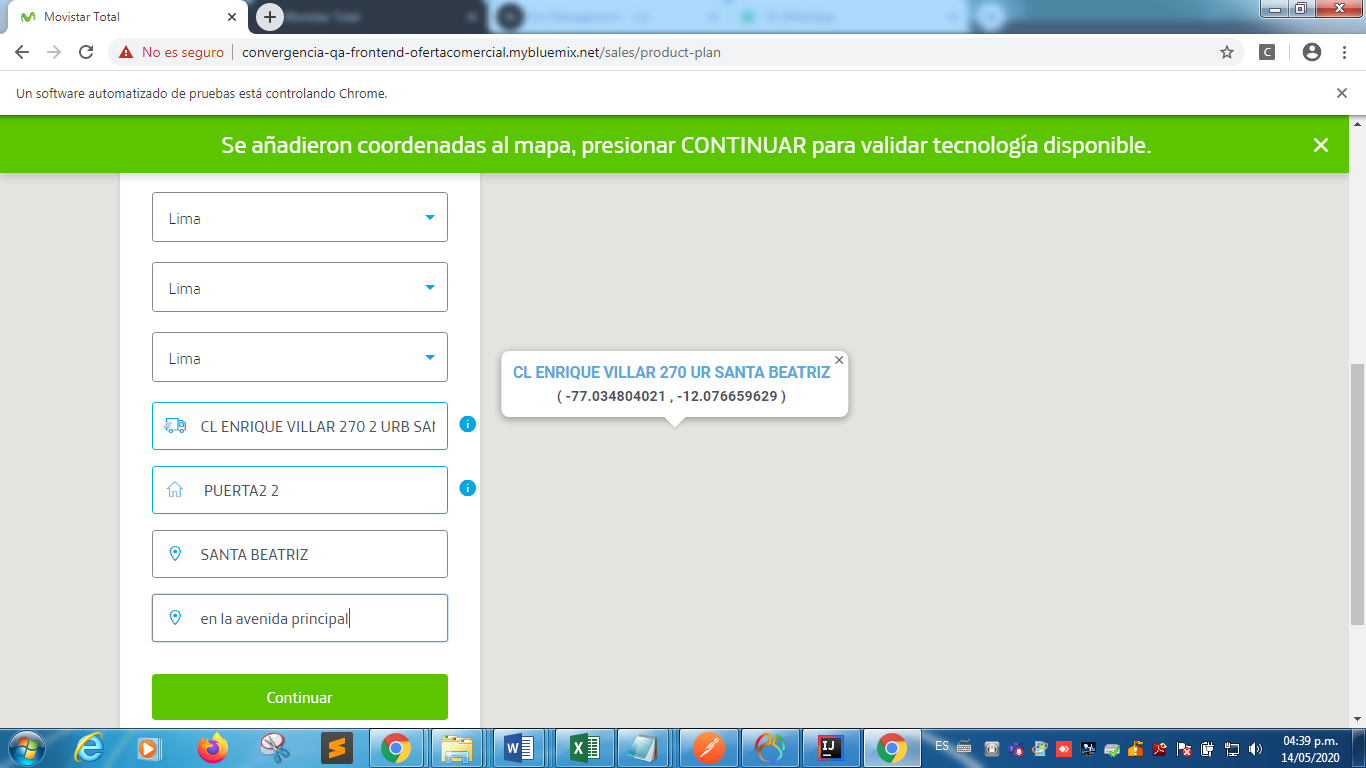 Movistar Total
Movistar Total
No es seguro
convergencia-qa-frontend-ofertacomercial.mybluemix.net/sales/product-plan
C
Un software automatizado de pruebas está controlando Chrome.
Se añadieron coordenadas al mapa, presionar CONTINUAR para validar tecnología disponible.
Lima
Lima
Lima
CL ENRIQUE VILLAR 270 2 URB SAN
PUERTA2 2
SANTA BEATRIZ
en la avenida principal
Continuar
CL ENRIQUE VILLAR 270 UR SANTA BEATRIZ
( -77.034804021 , -12.076659629 )
ES
04:39 p.m.
14/05/2020